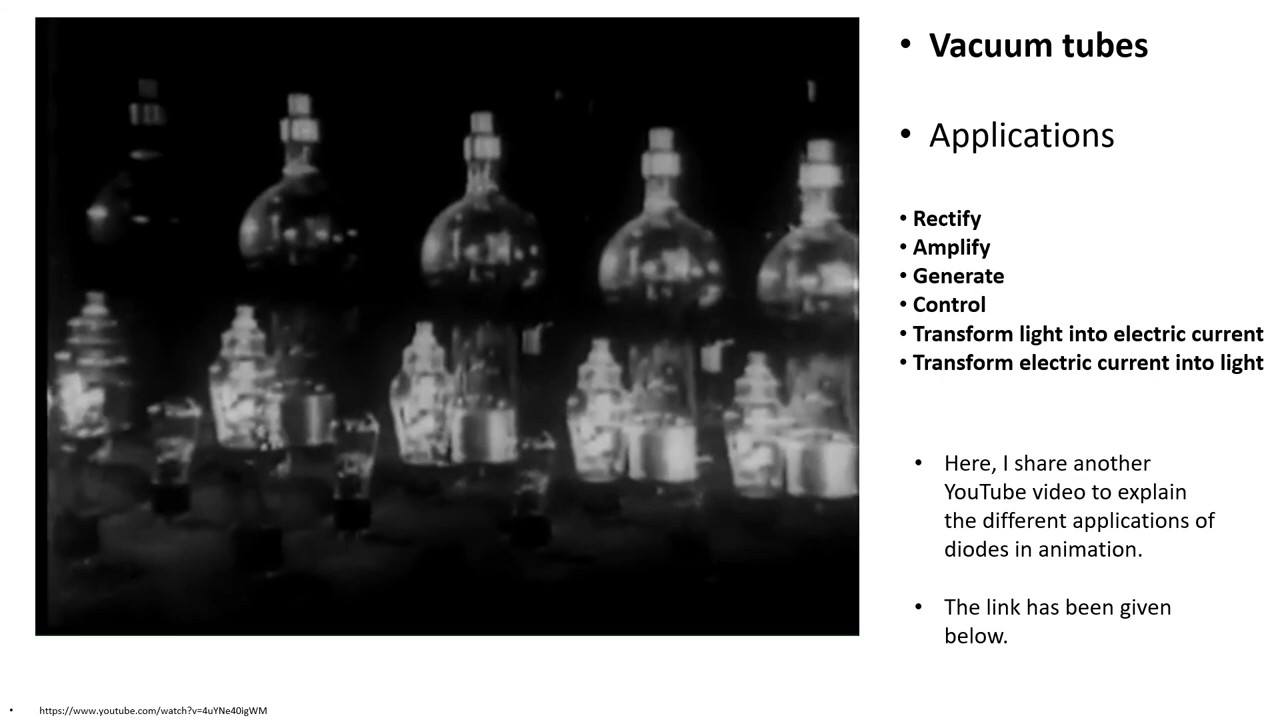 Vacuum tubes
Applications
Rectify
Amplify
Generate
Control
Transform light into electric current
Transform electric current into light
Here, I share another
YouTube video to explain
the different applications of
diodes in animation.
The link has been given
below.
https://www.youtube.com/watch?v=4uYNe40igWM